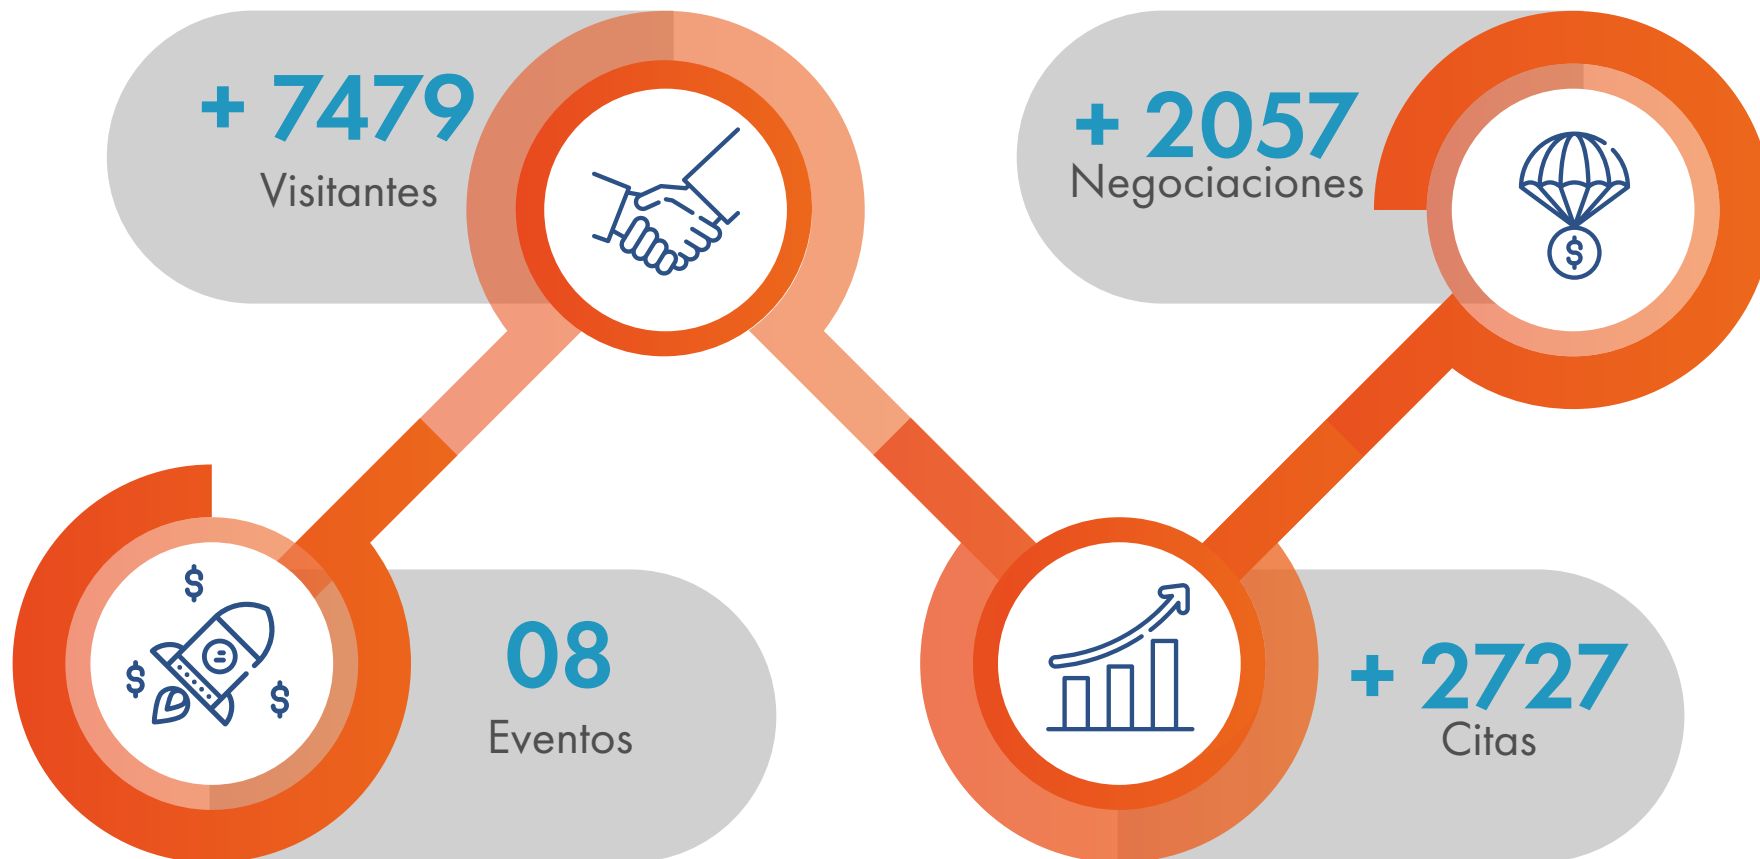 + 7479
Visitantes
+ 2057
Negociaciones
08
Eventos
+ 2727
Citas